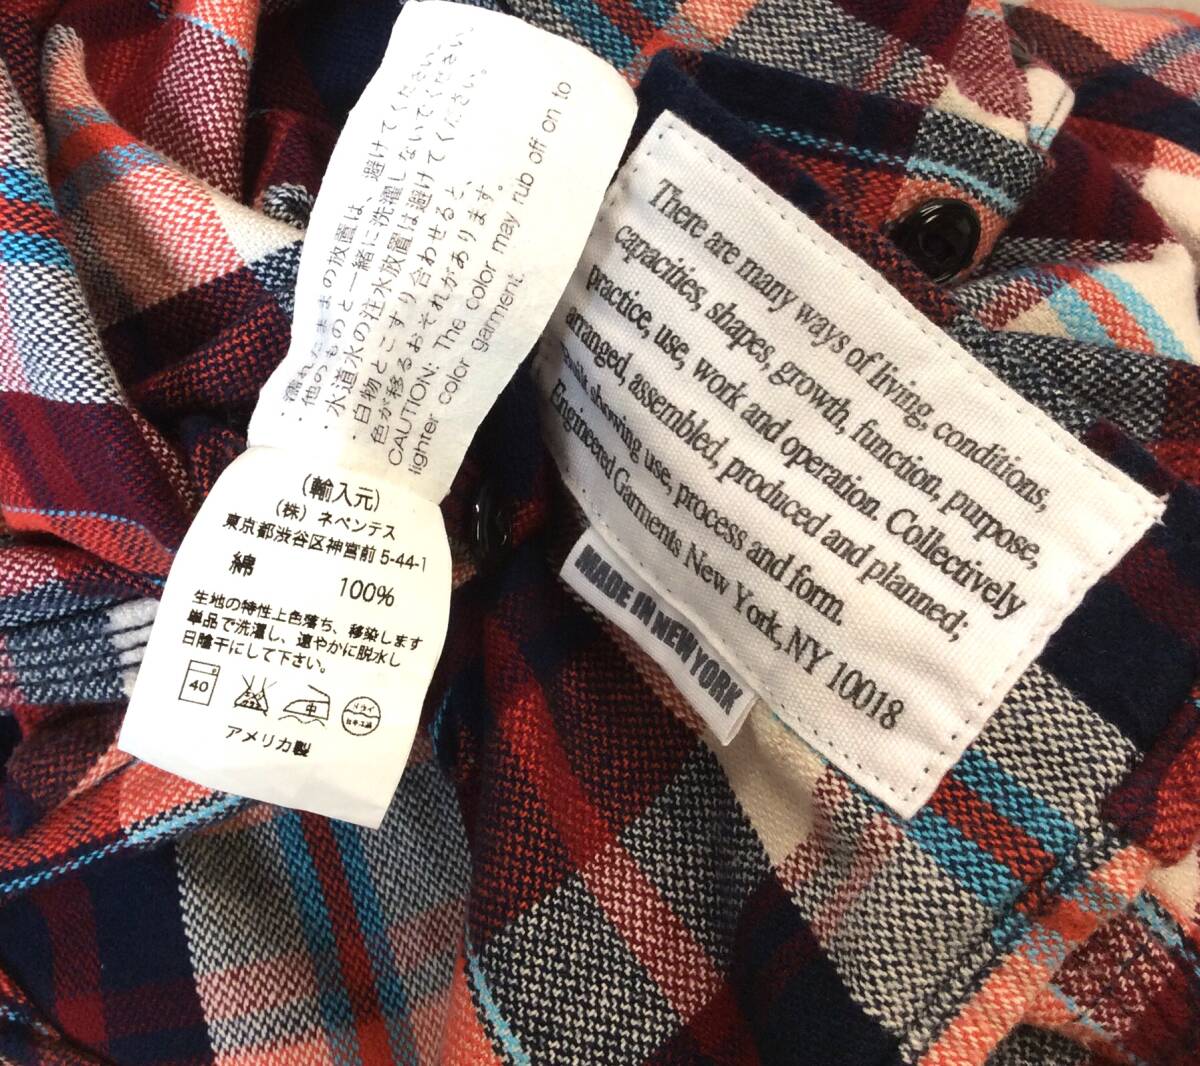 ・濡れたままの放置は、避けてください。
・他のものと一緒に洗濯しないでください。
・水道水の注水放置は避けてください。
・白物とこすり合わせると、
色が移るおそれがあります。
CAUTION: The color may rub off on to
lighter color garment
(輸入元)
(株) ネペンテス
東京都渋谷区神宮前 5-44-1
綿 100%
生地の特性上色落ち、移染します
単品で洗濯し、速やかに脱水し
日陰干にして下さい。
40 中 ドライ
アメリカ製
There are many ways of living, conditions,
capacities, shapes, growth, function, purpose,
practice, use, work and operation. Collectively
arranged, assembled, produced and planned;
showing use, process and form.
Engineered Garments New York, NY 10018
MADE IN NEW YORK